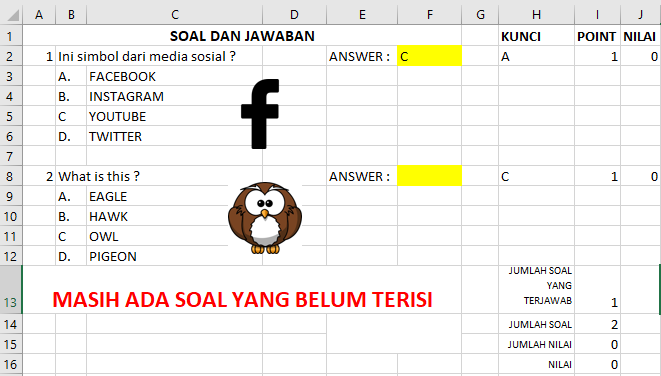 A B C D E F G H I J
1 SOAL DAN JAWABAN KUNCI POINT NILAI
2 1 Ini simbol dari media sosial ? ANSWER : C A 1 0
3 A. FACEBOOK
4 B. INSTAGRAM
5 C YOUTUBE
6 D. TWITTER
7
8 2 What is this ? ANSWER : C 1 0
9 A. EAGLE
10 B. HAWK
11 C OWL
12 D. PIGEON
JUMLAH SOAL
YANG
13 MASIH ADA SOAL YANG BELUM TERISI TERJAWAB 1
14 JUMLAH SOAL 2
15 JUMLAH NILAI 0
16 NILAI 0